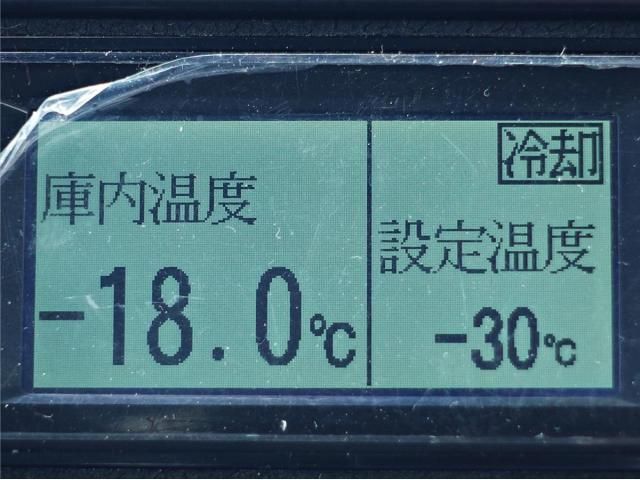 庫内温度
-18.0℃
冷却
設定温度
-30℃